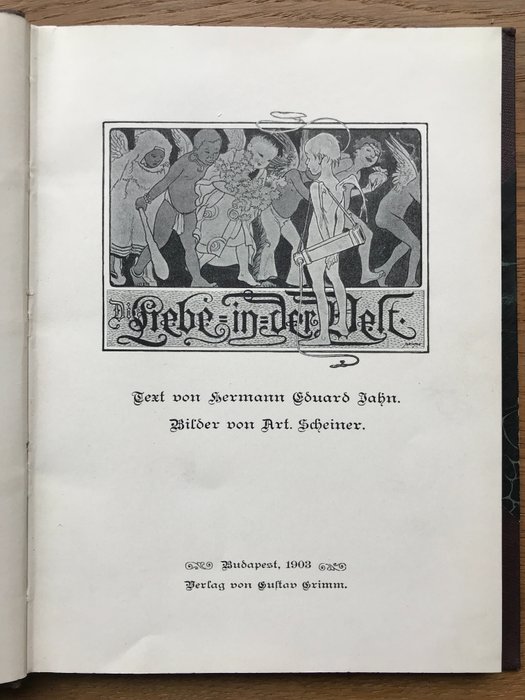 Die Liebe=in=der Welt.
Text von Hermann Eduard Jahn.
Bilder von Art. Scheiner.
Budapest, 1903
Verlag von Gustav Grimm.